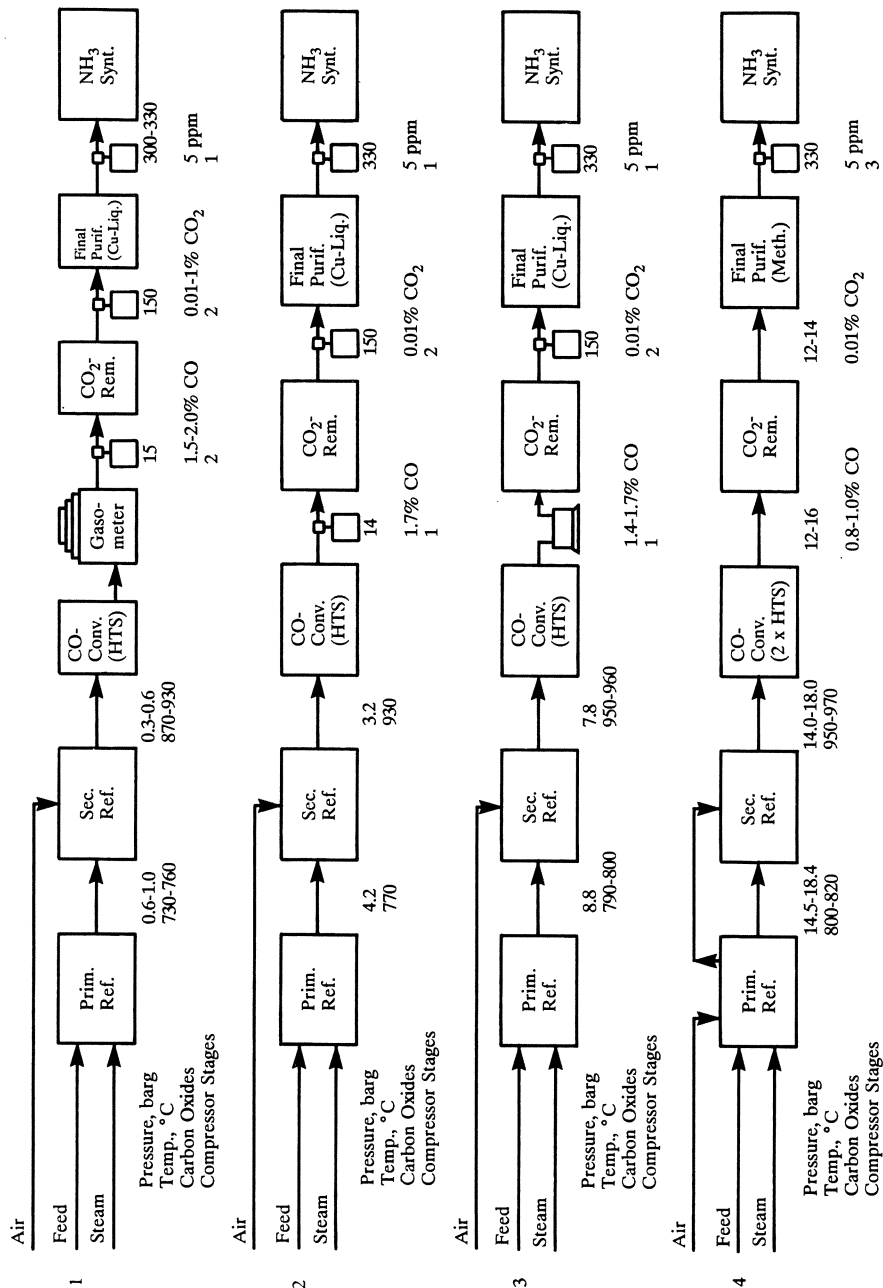 1
Air
Feed
Steam
Prim.
Ref.
Sec.
Ref.
CO-
Conv.
(HTS)
Gaso-
meter
CO2-
Rem.
Final
Purif.
(Cu-Liq.)
NH3
Synt.
Pressure, barg
Temp., °C
Carbon Oxides
Compressor Stages
0.6-1.0
730-760
0.3-0.6
870-930
15
1.5-2.0% CO
2
150
0.01-1% CO2
2
300-330
5 ppm
1
2
Air
Feed
Steam
Prim.
Ref.
Sec.
Ref.
CO-
Conv.
(HTS)
CO2-
Rem.
Final
Purif.
(Cu-Liq.)
NH3
Synt.
Pressure, barg
Temp., °C
Carbon Oxides
Compressor Stages
4.2
770
3.2
930
14
1.7% CO
1
150
0.01% CO2
2
330
5 ppm
1
3
Air
Feed
Steam
Prim.
Ref.
Sec.
Ref.
CO-
Conv.
(HTS)
CO2-
Rem.
Final
Purif.
(Cu-Liq.)
NH3
Synt.
Pressure, barg
Temp., °C
Carbon Oxides
Compressor Stages
8.8
790-800
7.8
950-960
1.4-1.7% CO
1
150
0.01% CO2
2
330
5 ppm
1
4
Air
Feed
Steam
Prim.
Ref.
Sec.
Ref.
CO-
Conv.
(2 x HTS)
CO2-
Rem.
Final
Purif.
(Meth.)
NH3
Synt.
Pressure, barg
Temp., °C
Carbon Oxides
Compressor Stages
14.5-18.4
800-820
14.0-18.0
950-970
12-16
0.8-1.0% CO
12-14
0.01% CO2
330
5 ppm
3